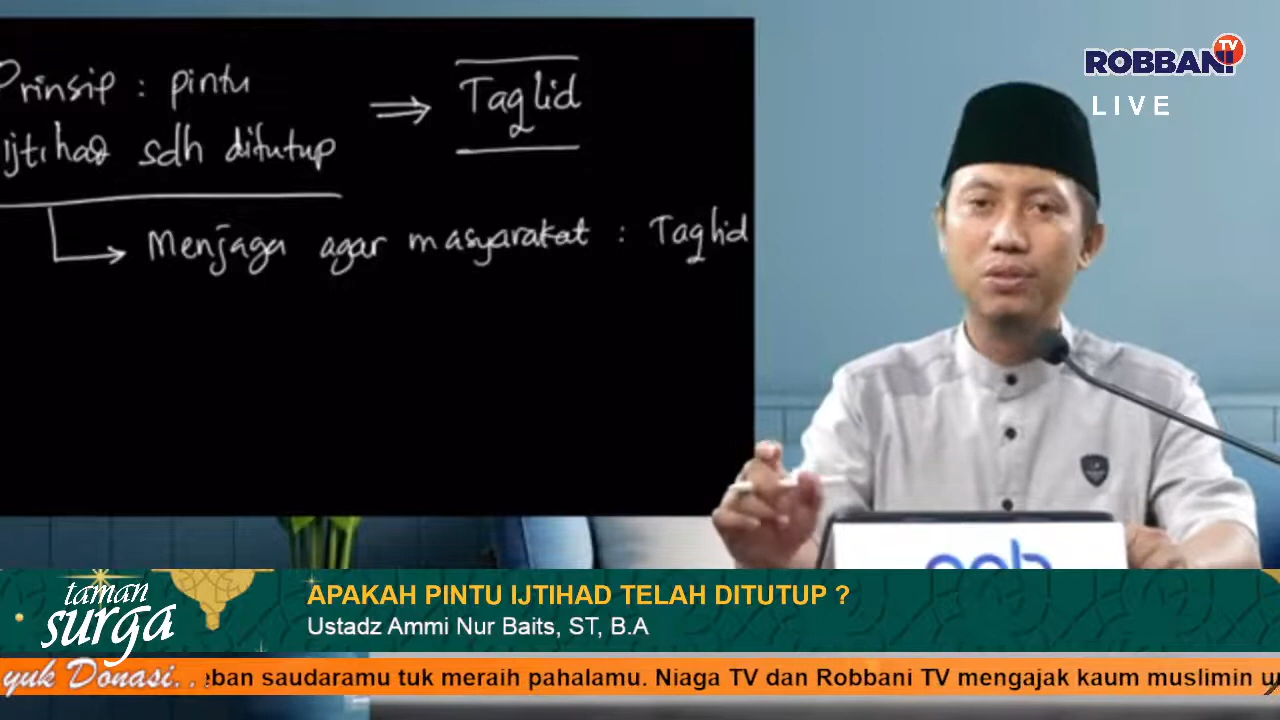 Prinsip : pintu
ijtihad sdh ditutup
⇒ Taqlid
→ Menjaga agar masyarakat : Taqlid
ROBBANI TV
LIVE
taman
surga
APAKAH PINTU IJTIHAD TELAH DITUTUP ?
Ustadz Ammi Nur Baits, ST, B.A
yuk Donasi. . .
saudaramu tuk meraih pahalamu. Niaga TV dan Robbani TV mengajak kaum muslimin